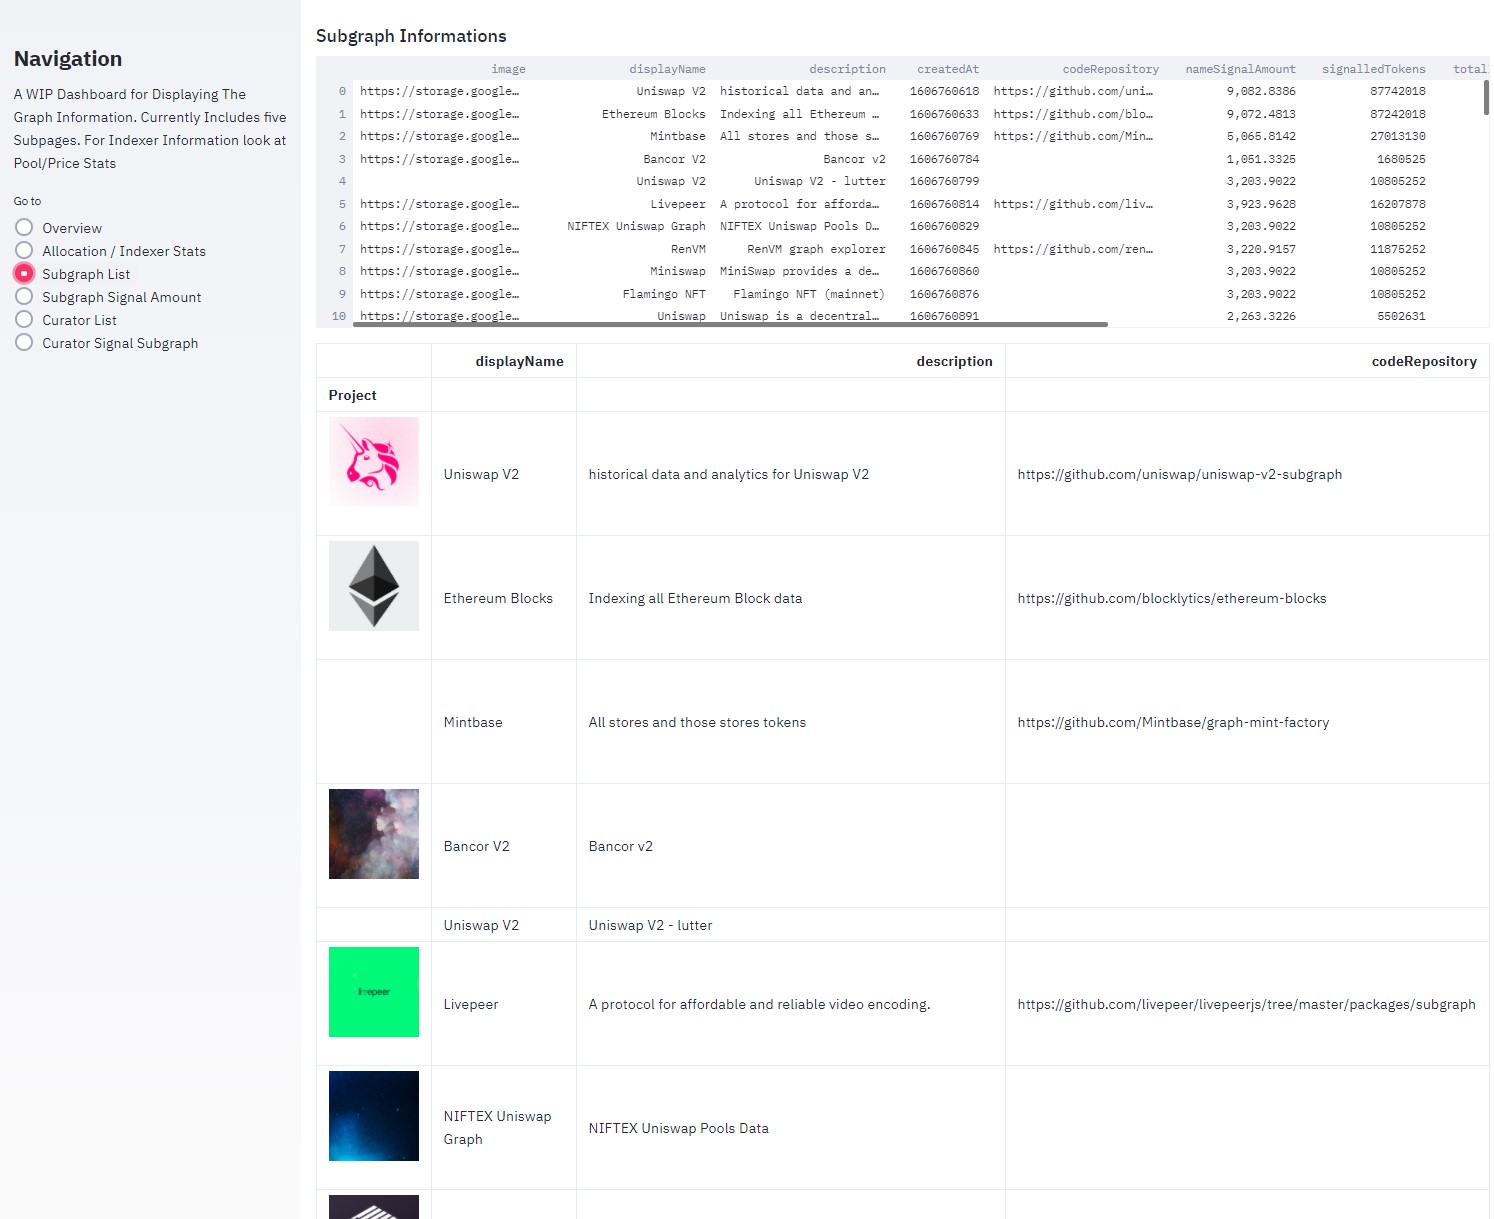 Navigation
A WIP Dashboard for Displaying The
Graph Information. Currently Includes five
Subpages. For Indexer Information look at
Pool/Price Stats
Go to
Overview
Allocation / Indexer Stats
Subgraph List
Subgraph Signal Amount
Curator List
Curator Signal Subgraph
Subgraph Informations
image displayName description createdAt codeRepository nameSignalAmount signalledTokens total
0 https://storage.google… Uniswap V2 historical data and an… 1606760618 https://github.com/uni… 9,082.8386 87742018
1 https://storage.google… Ethereum Blocks Indexing all Ethereum … 1606760633 https://github.com/blo… 9,072.4813 87242018
2 https://storage.google… Mintbase All stores and those s… 1606760769 https://github.com/Min… 5,065.8142 27013130
3 https://storage.google… Bancor V2 Bancor v2 1606760784 1,051.3325 1680525
4 Uniswap V2 Uniswap V2 - lutter 1606760799 3,203.9022 10805252
5 https://storage.google… Livepeer A protocol for afforda… 1606760814 https://github.com/liv… 3,923.9628 16207878
6 https://storage.google… NIFTEX Uniswap Graph NIFTEX Uniswap Pools D… 1606760829 3,203.9022 10805252
7 https://storage.google… RenVM RenVM graph explorer 1606760845 https://github.com/ren… 3,220.9157 11875252
8 https://storage.google… Miniswap MiniSwap provides a de… 1606760860 3,203.9022 10805252
9 https://storage.google… Flamingo NFT Flamingo NFT (mainnet) 1606760876 3,203.9022 10805252
10 https://storage.google… Uniswap Uniswap is a decentral… 1606760891 2,263.3226 5502631
displayName description codeRepository
Project
Uniswap V2 historical data and analytics for Uniswap V2 https://github.com/uniswap/uniswap-v2-subgraph
Ethereum Blocks Indexing all Ethereum Block data https://github.com/blocklytics/ethereum-blocks
Mintbase All stores and those stores tokens https://github.com/Mintbase/graph-mint-factory
Bancor V2 Bancor v2
Uniswap V2 Uniswap V2 - lutter
livepeer
Livepeer A protocol for affordable and reliable video encoding. https://github.com/livepeer/livepeerjs/tree/master/packages/subgraph
NIFTEX Uniswap
Graph
NIFTEX Uniswap Pools Data